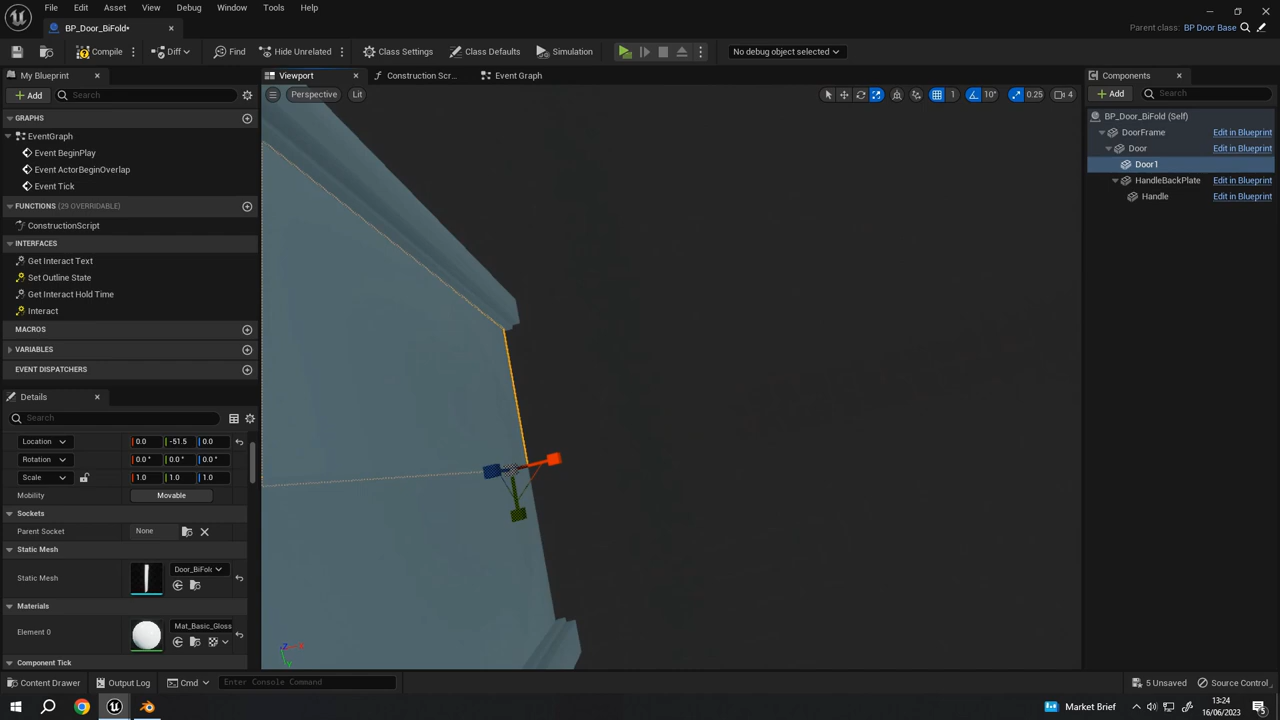 File Edit Asset View Debug Window Tools Help
BP_Door_BiFold*
Parent class: BP Door Base
Compile Diff Find Hide Unrelated Class Settings Class Defaults Simulation No debug object selected
My Blueprint Viewport Construction Scr... Event Graph Components
Add Search Perspective Lit 1 10° 0.25 4 Add Search
GRAPHS
EventGraph
Event BeginPlay
Event ActorBeginOverlap
Event Tick
FUNCTIONS (29 OVERRIDABLE)
ConstructionScript
INTERFACES
Get Interact Text
Set Outline State
Get Interact Hold Time
Interact
MACROS
VARIABLES
EVENT DISPATCHERS
BP_Door_BiFold (Self)
DoorFrame Edit in Blueprint
Door Edit in Blueprint
Door1
HandleBackPlate Edit in Blueprint
Handle Edit in Blueprint
Details
Search
Location 0.0 -51.5 0.0
Rotation 0.0 ° 0.0 ° 0.0 °
Scale 1.0 1.0 1.0
Mobility Movable
Sockets
Parent Socket None
Static Mesh
Static Mesh Door_BiFold
Materials
Element 0 Mat_Basic_Gloss
Component Tick
Z
Content Drawer Output Log Cmd Enter Console Command 5 Unsaved Source Control
Market Brief 13:24
16/06/2023